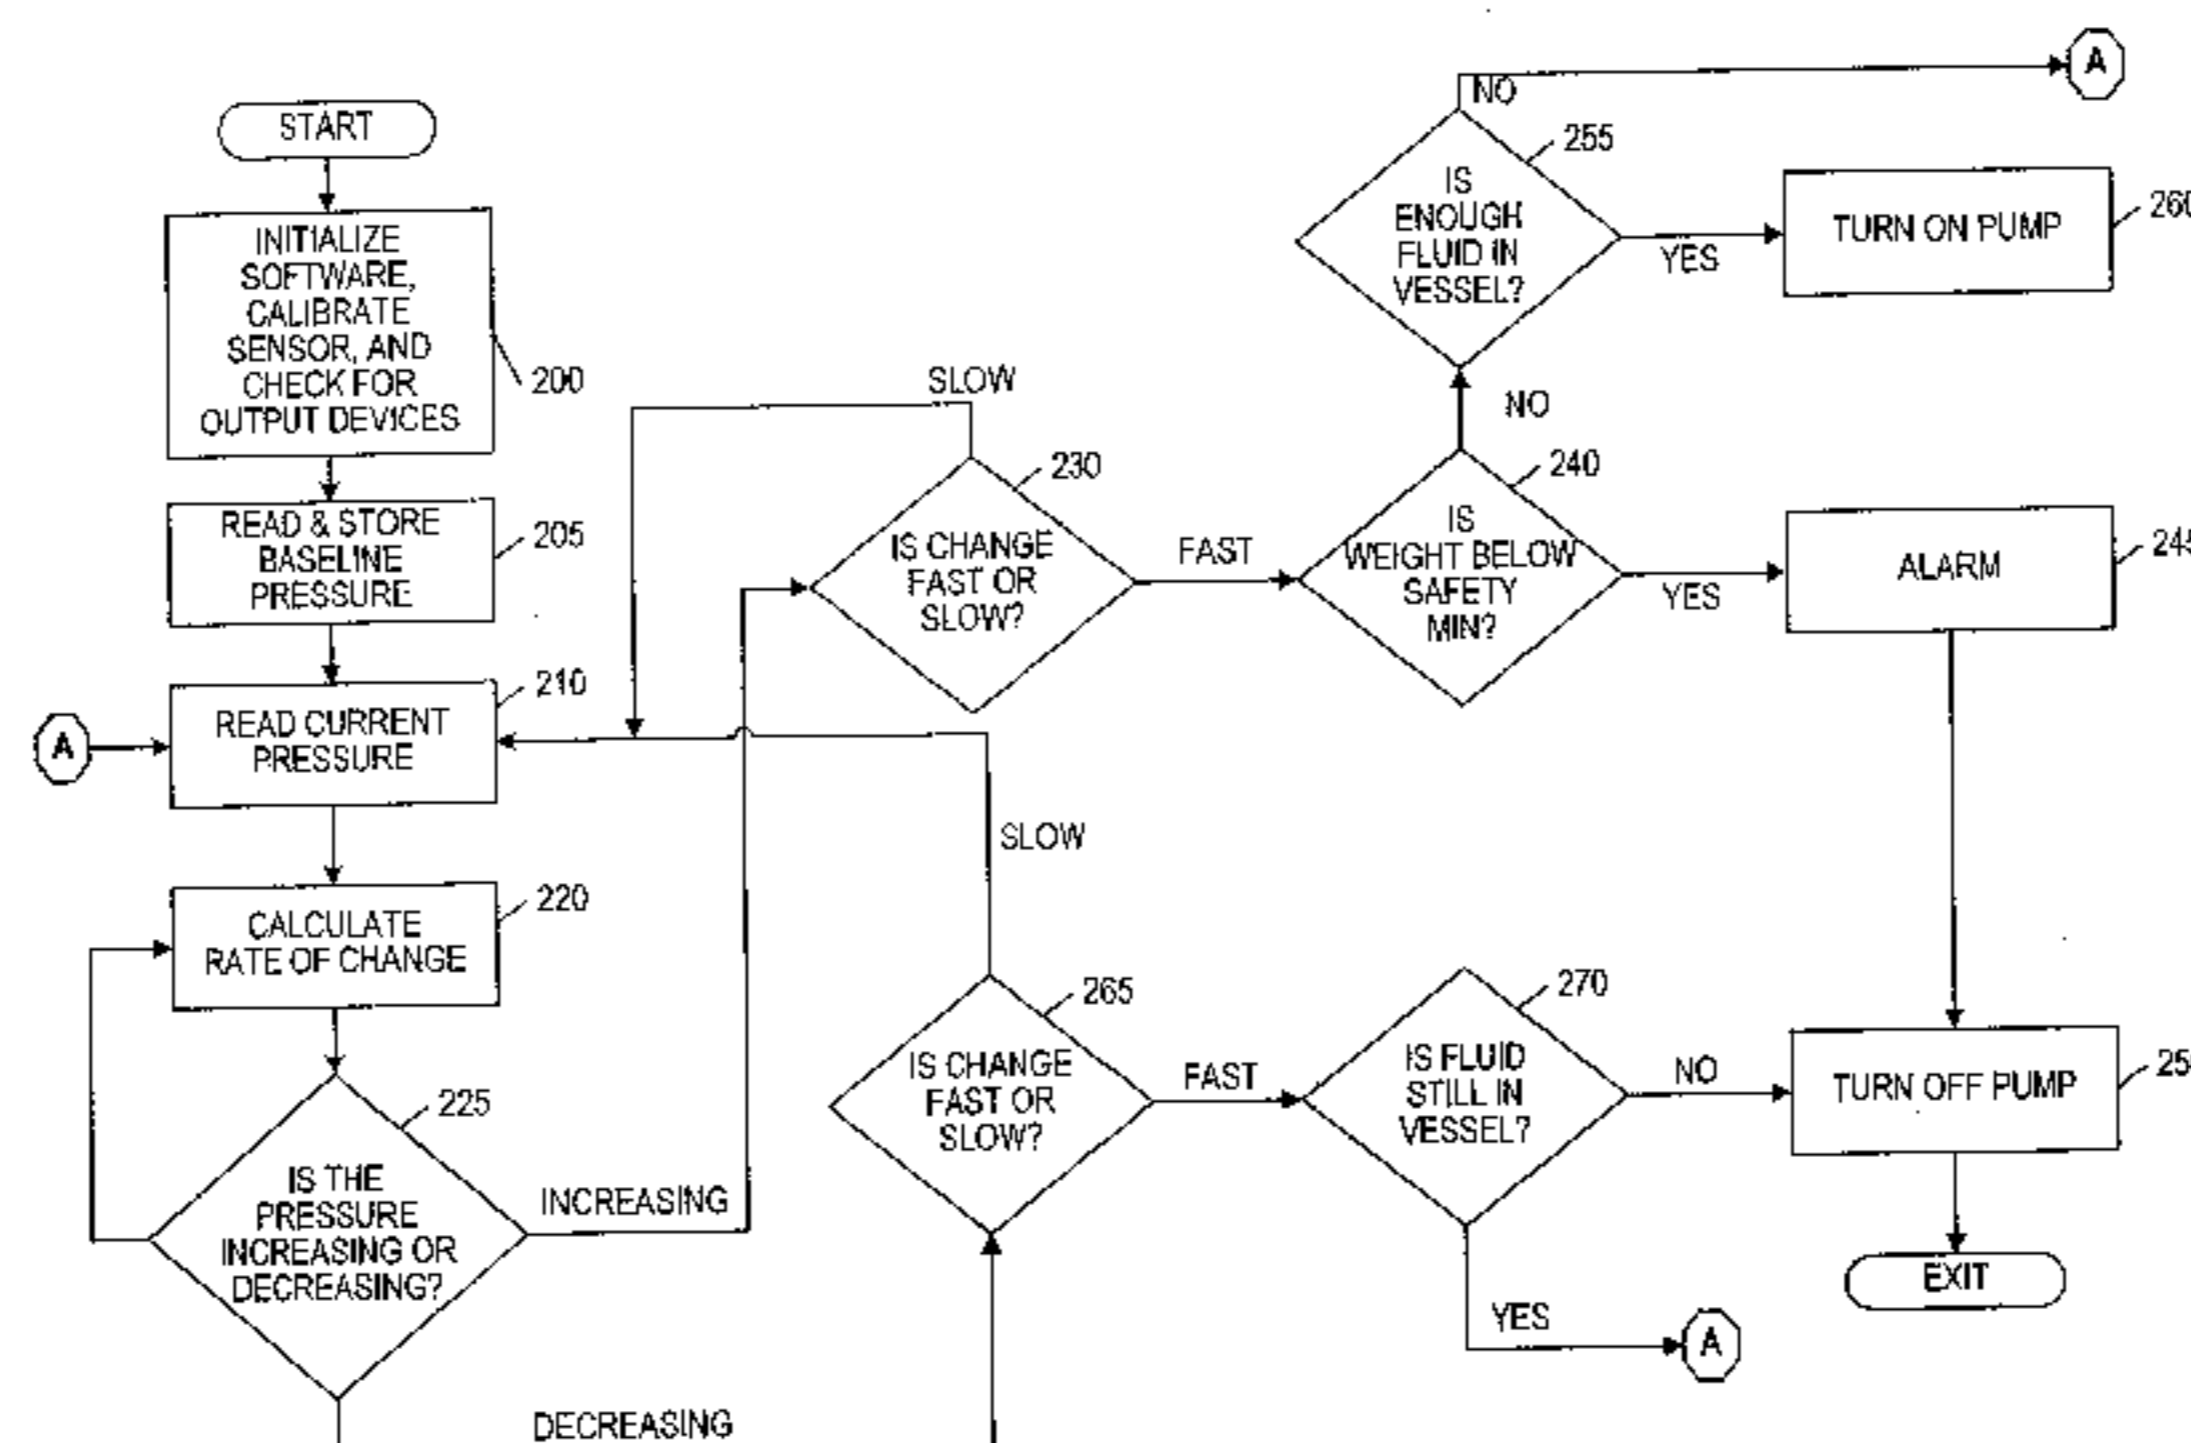 START
INITIALIZE
SOFTWARE,
CALIBRATE
SENSOR, AND
CHECK FOR
OUTPUT DEVICES
200
READ & STORE
BASELINE
PRESSURE
205
A
READ CURRENT
PRESSURE
210
CALCULATE
RATE OF CHANGE
220
IS THE
PRESSURE
INCREASING OR
DECREASING?
225
INCREASING
DECREASING
SLOW
IS CHANGE
FAST OR
SLOW?
230
FAST
IS
WEIGHT BELOW
SAFETY
MIN?
240
YES
ALARM
245
NO
IS
ENOUGH
FLUID IN
VESSEL?
255
NO
A
YES
TURN ON PUMP
260
SLOW
IS CHANGE
FAST OR
SLOW?
265
FAST
IS FLUID
STILL IN
VESSEL?
270
NO
TURN OFF PUMP
YES
A
EXIT